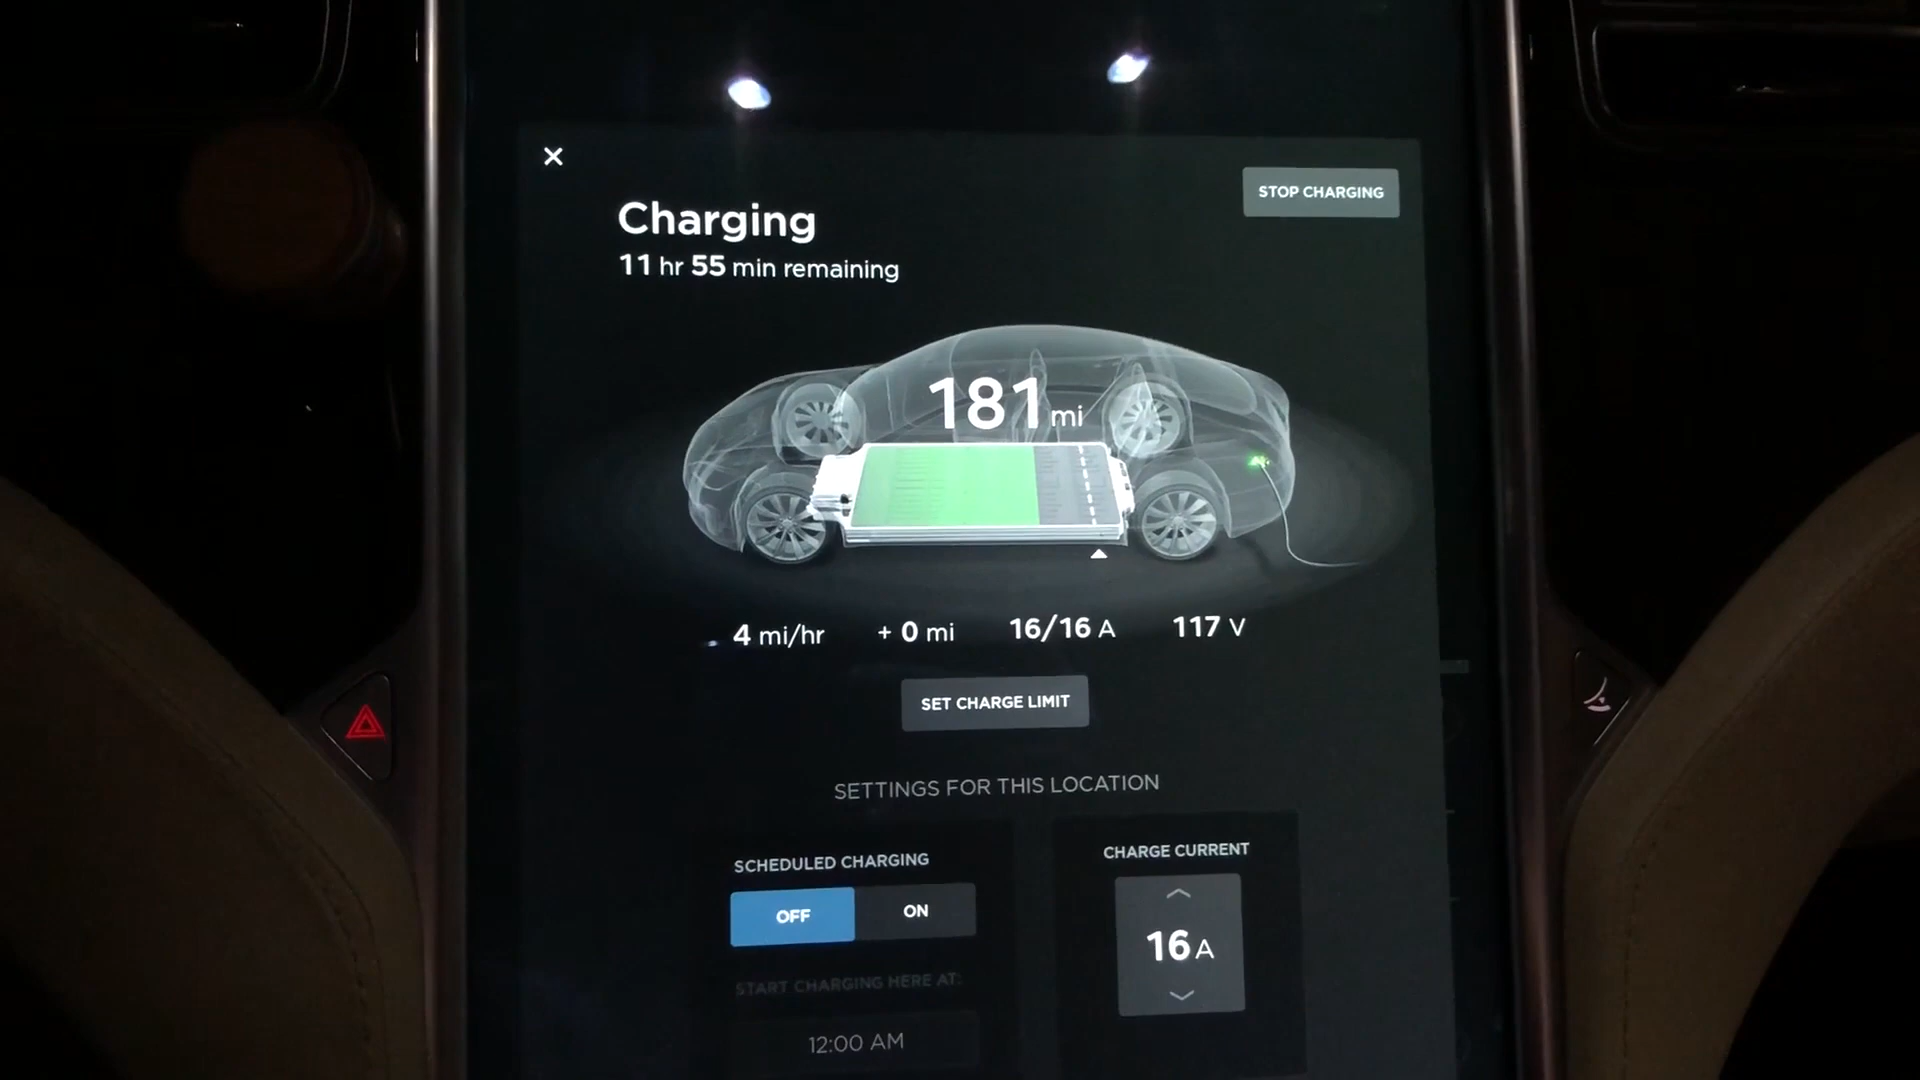 STOP CHARGING
Charging
11 hr 55 min remaining
181 mi
4 mi/hr + 0 mi 16/16 A 117 V
SET CHARGE LIMIT
SETTINGS FOR THIS LOCATION
SCHEDULED CHARGING
OFF ON
START CHARGING HERE AT:
12:00 AM
CHARGE CURRENT
16 A